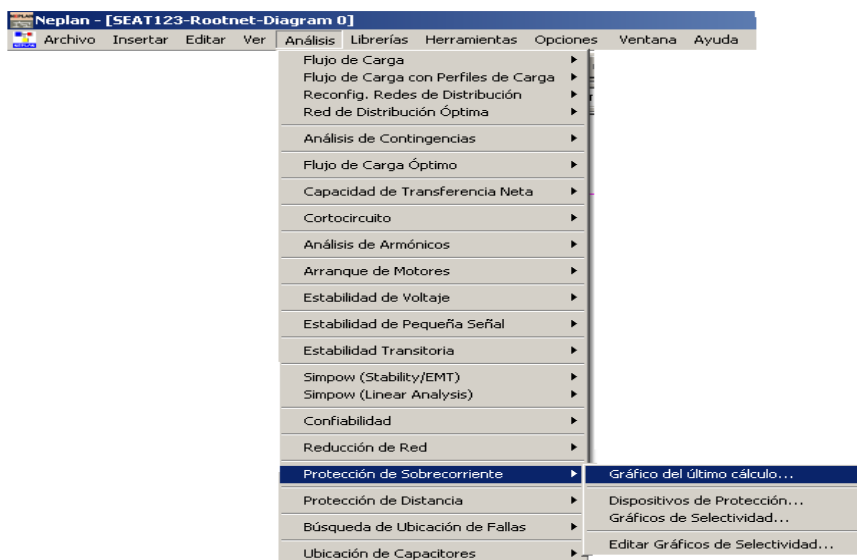 Neplan - [SEAT123-Rootnet-Diagram 0]
Archivo Insertar Editar Ver Análisis Librerías Herramientas Opciones Ventana Ayuda
Flujo de Carga
Flujo de Carga con Perfiles de Carga
Reconfig. Redes de Distribución
Red de Distribución Óptima
Análisis de Contingencias
Flujo de Carga Óptimo
Capacidad de Transferencia Neta
Cortocircuito
Análisis de Armónicos
Arranque de Motores
Estabilidad de Voltaje
Estabilidad de Pequeña Señal
Estabilidad Transitoria
Simpow (Stability/EMT)
Simpow (Linear Analysis)
Confiabilidad
Reducción de Red
Protección de Sobrecorriente
Gráfico del último cálculo...
Protección de Distancia
Dispositivos de Protección...
Gráficos de Selectividad...
Búsqueda de Ubicación de Fallas
Editar Gráficos de Selectividad...
Ubicación de Capacitores